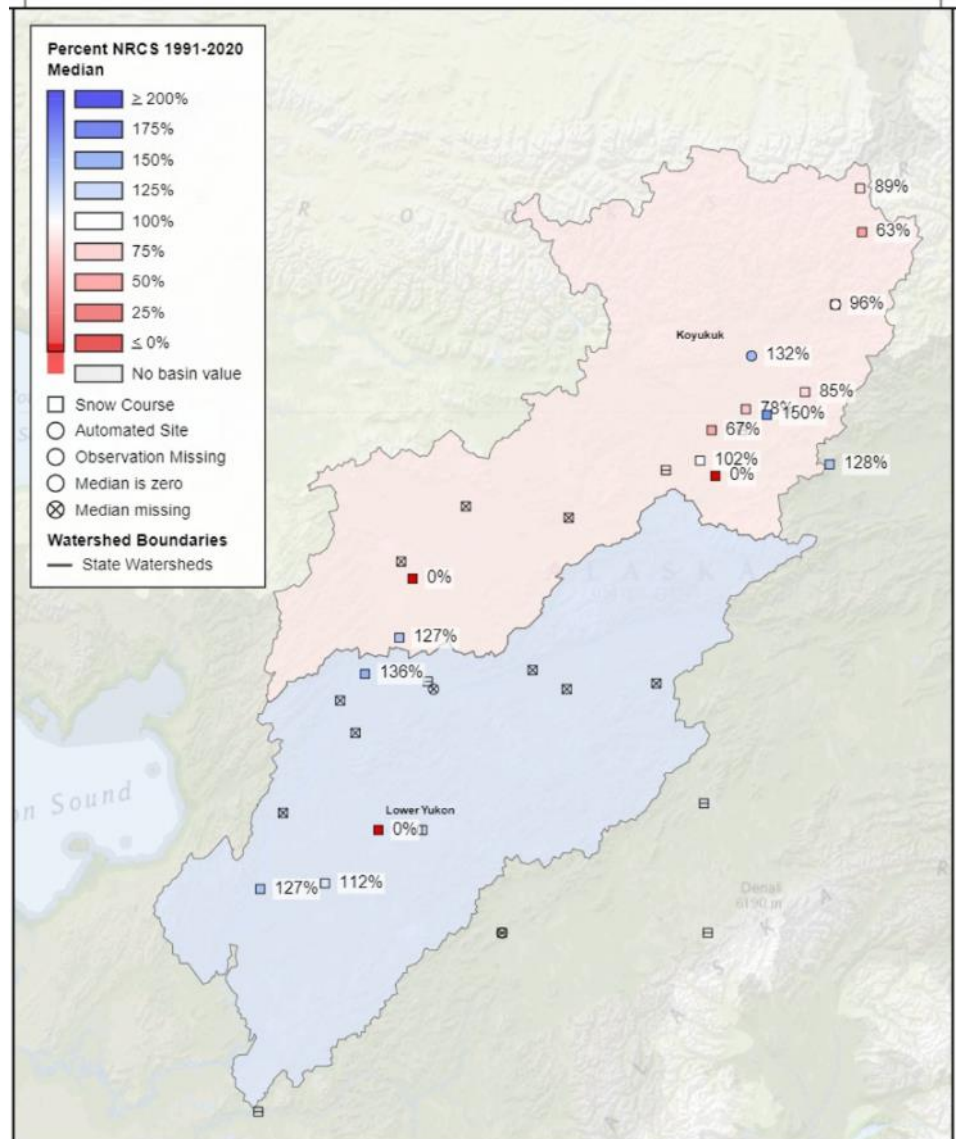 Percent NRCS 1991-2020
Median
≥ 200%
175%
150%
125%
100%
75%
50%
25%
≤ 0%
No basin value
Snow Course
Automated Site
Observation Missing
Median is zero
Median missing
Watershed Boundaries
State Watersheds
R O O
R
89%
63%
96%
Koyukuk
132%
85%
78%
150%
67%
102%
128%
0%
ALASKA
0%
127%
136%
on Sound
Lower Yukon
0%
127%
112%
Denali
6190 m
A L A S K A R